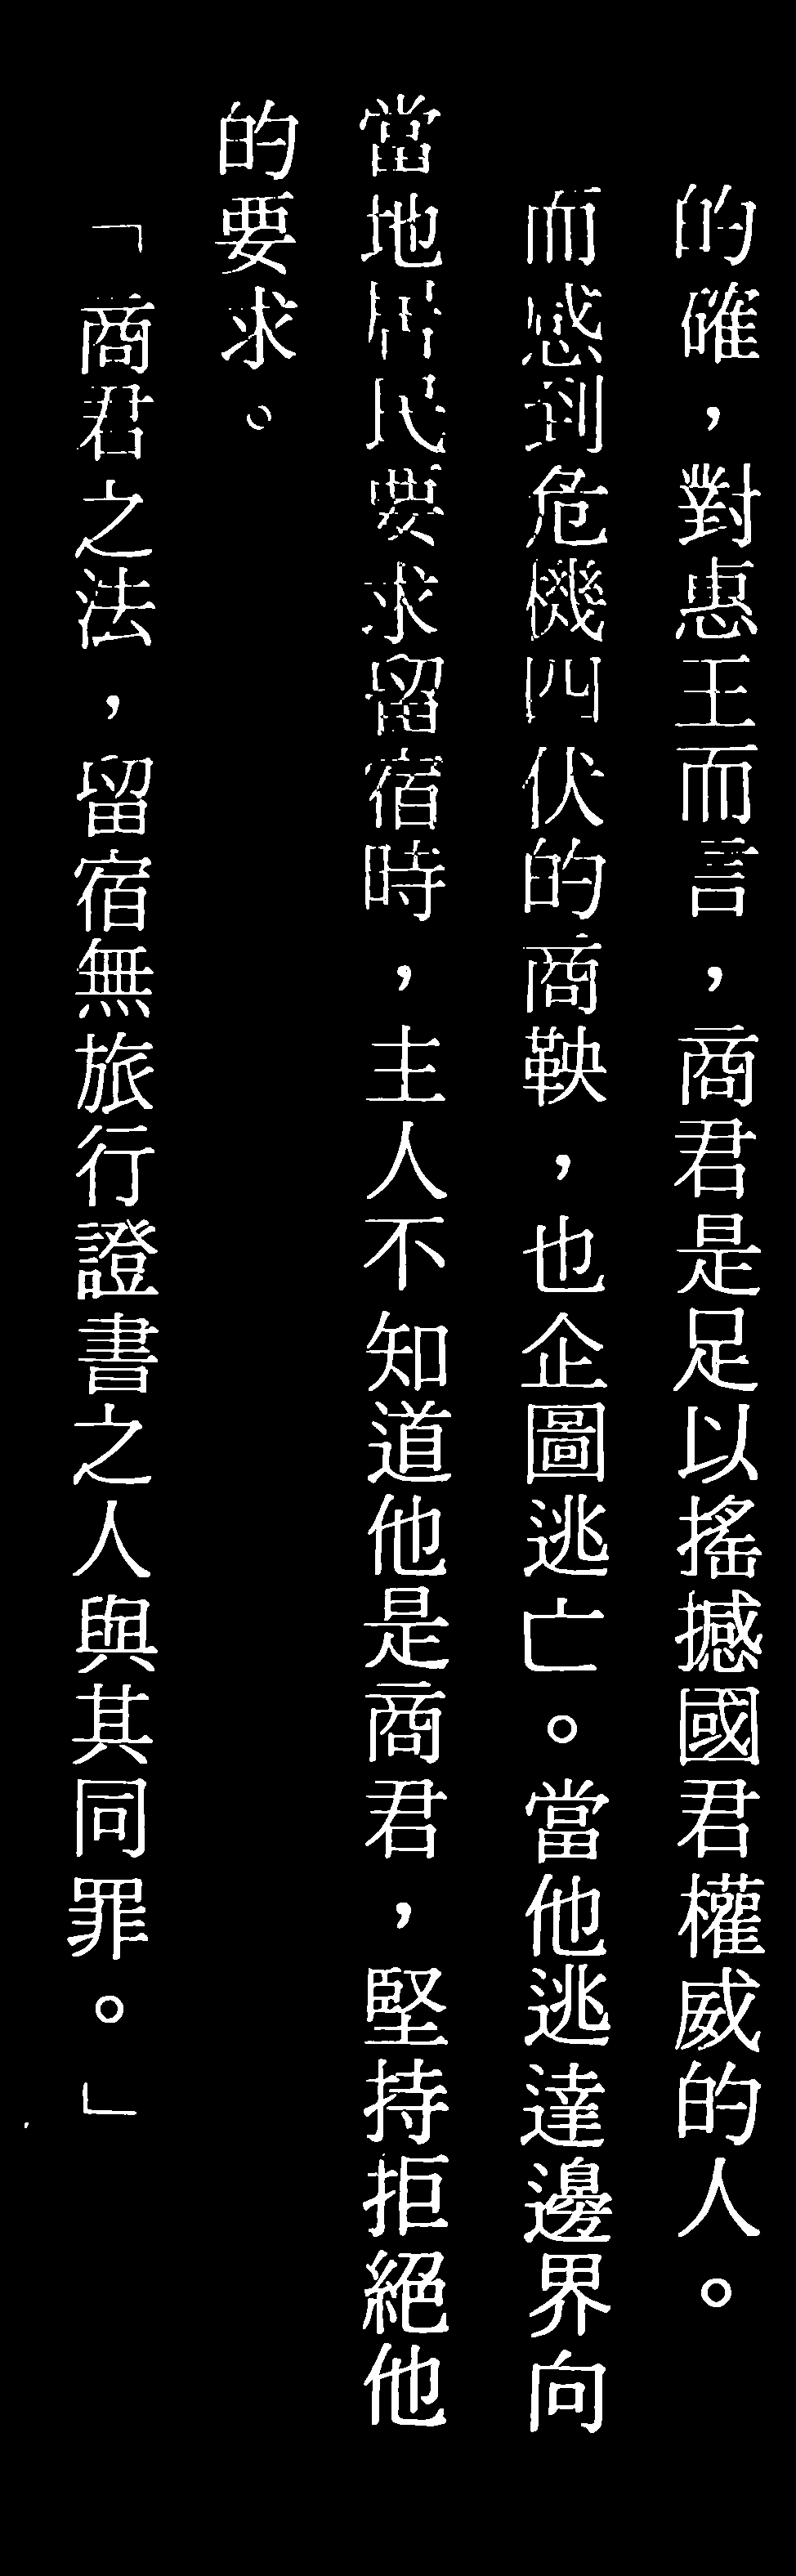 的確，對惠王而言，商君是足以搖撼國君權威的人。
而感到危機四伏的商鞅，也企圖逃亡。當他逃達邊界向
當地居民要求留宿時，主人不知道他是商君，堅持拒絕他
的要求。
「商君之法，留宿無旅行證書之人與其同罪。」